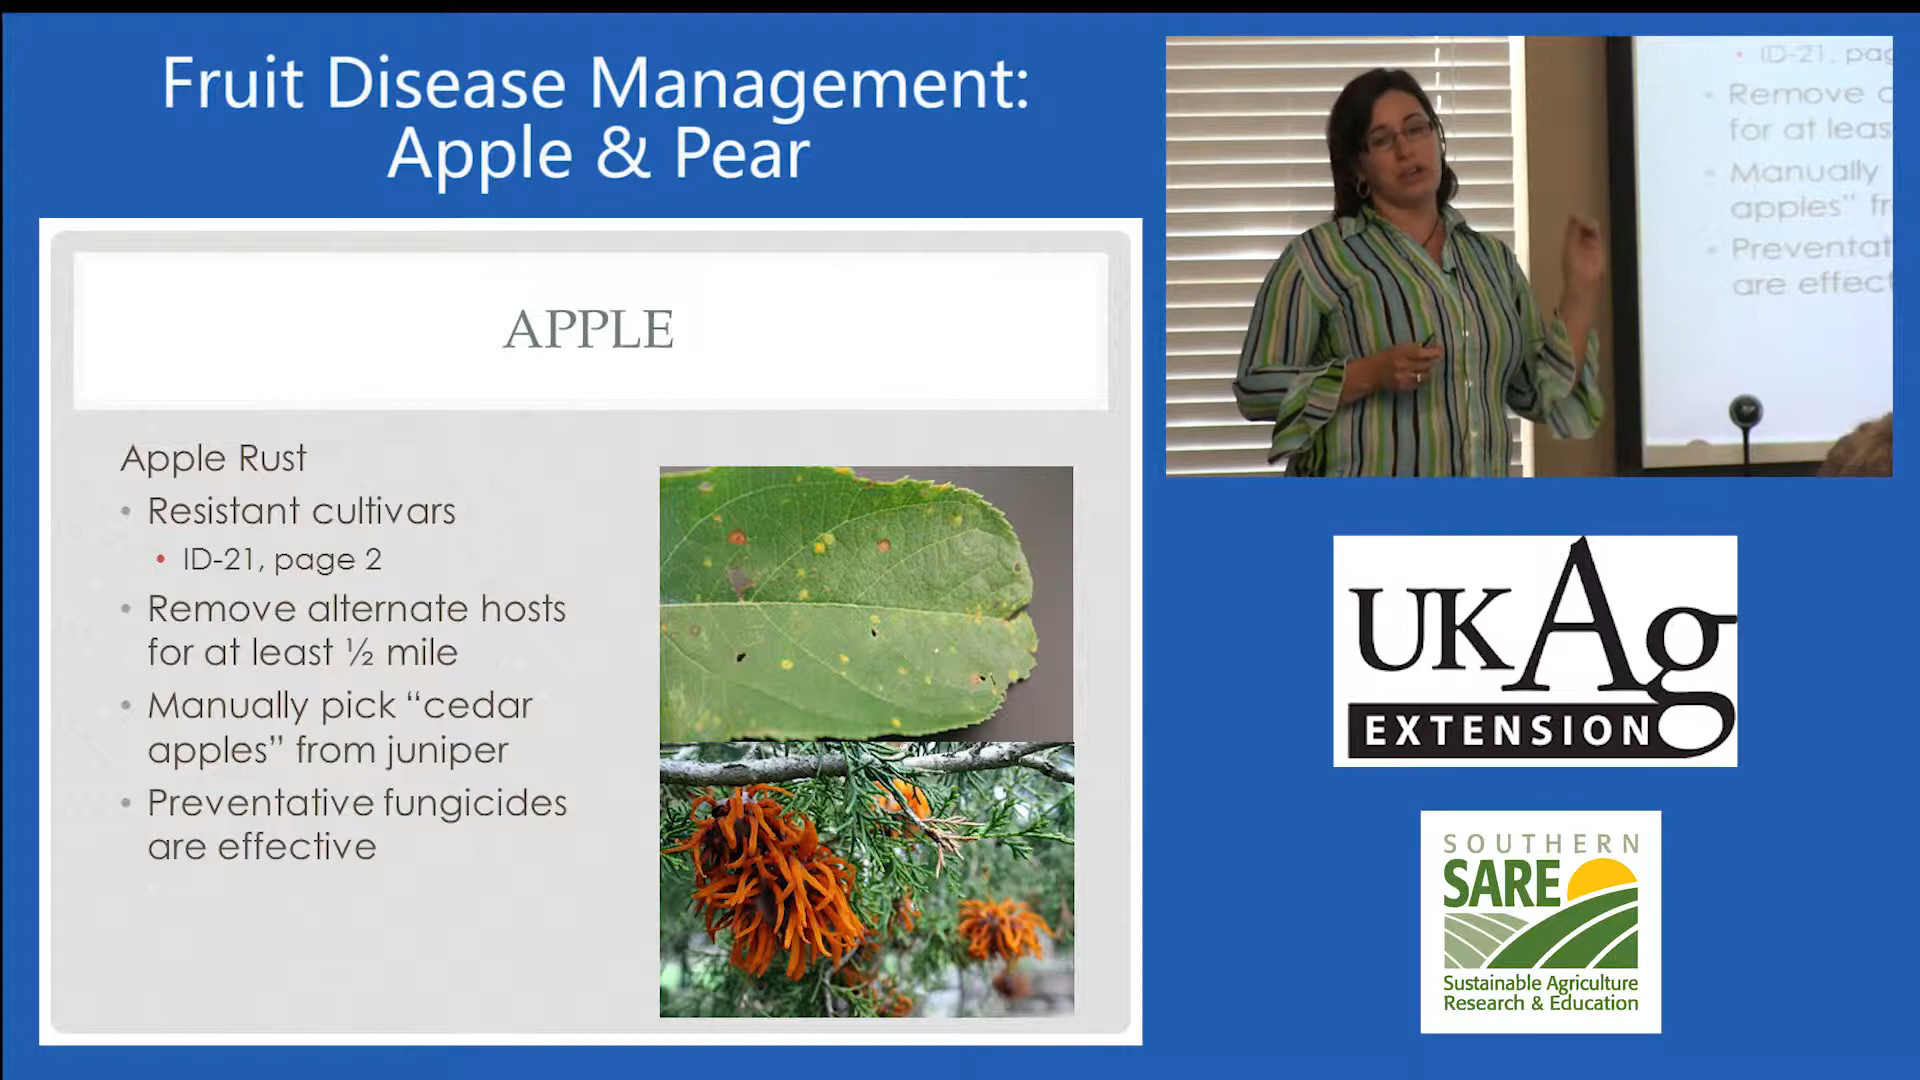 Fruit Disease Management:
Apple & Pear
APPLE
Apple Rust
• Resistant cultivars
• ID-21, page 2
• Remove alternate hosts
for at least ½ mile
• Manually pick “cedar
apples” from juniper
• Preventative fungicides
are effective
• ID-21, pag
• Remove
for at leas
• Manually
apples” fr
• Preventat
are effect
UKAg
EXTENSION
SOUTHERN
SARE
Sustainable Agriculture
Research & Education